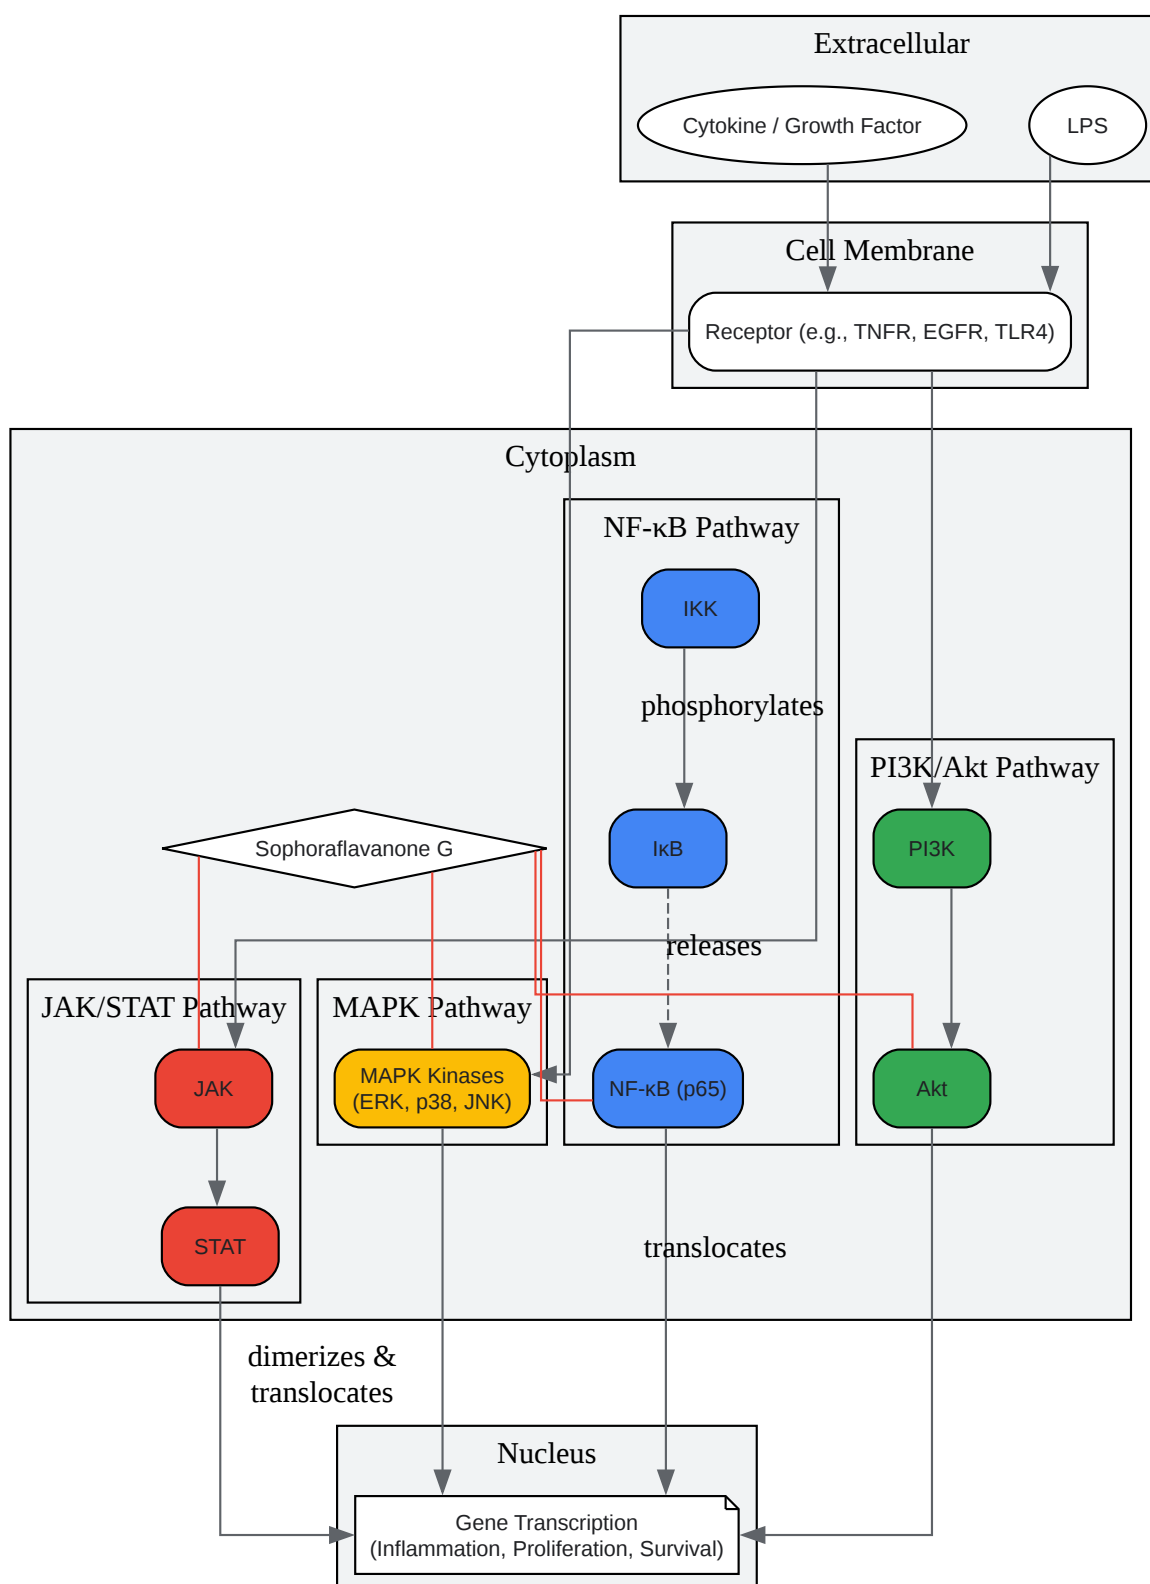 Extracellular
Cytokine / Growth Factor
LPS
Cell Membrane
Receptor (e.g., TNFR, EGFR, TLR4)
Cytoplasm
NF-κB Pathway
IKK
phosphorylates
PI3K/Akt Pathway
Sophoraflavanone G
IκB
PI3K
releases
JAK/STAT Pathway
MAPK Pathway
JAK
MAPK Kinases
(ERK, p38, JNK)
NF-κB (p65)
Akt
STAT
translocates
dimerizes &
translocates
Nucleus
Gene Transcription
(Inflammation, Proliferation, Survival)